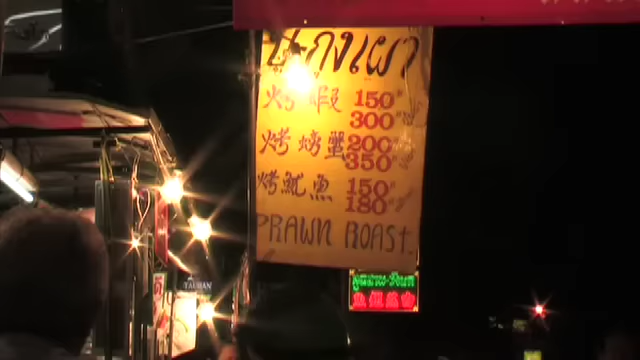 กุ้งเผา
烤 蝦 150
300
烤 螃蟹 200
350
烤 魷魚 150
180
PRAWN ROAST
TAIWAN